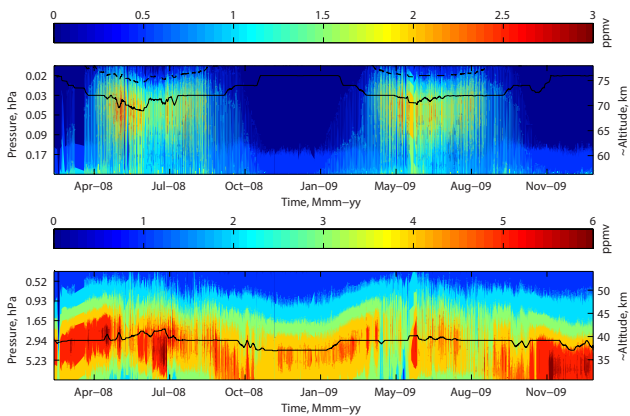 0 0.5 1 1.5 2 2.5 3
ppmv
0.02
0.03
0.05
0.09
0.17
Pressure, hPa
75
70
65
60
~Altitude, km
Apr−08 Jul−08 Oct−08 Jan−09 May−09 Aug−09 Nov−09
Time, Mmm−yy
0 1 2 3 4 5 6
ppmv
0.52
0.93
1.65
2.94
5.23
Pressure, hPa
50
45
40
35
~Altitude, km
Apr−08 Jul−08 Oct−08 Jan−09 May−09 Aug−09 Nov−09
Time, Mmm−yy